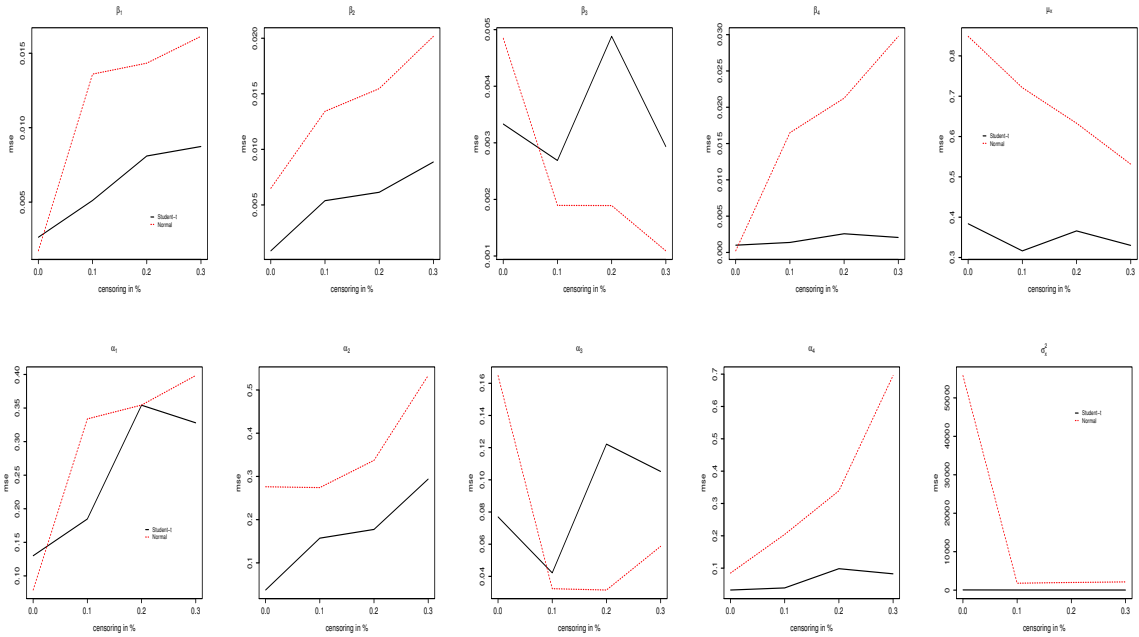 β₁
mse
0.015
0.010
0.005
Student−t
Normal
0.0 0.1 0.2 0.3
censoring in %
β₂
mse
0.020
0.015
0.010
0.005
0.0 0.1 0.2 0.3
censoring in %
β₃
mse
0.005
0.004
0.003
0.002
0.001
0.0 0.1 0.2 0.3
censoring in %
β₄
mse
0.030
0.025
0.020
0.015
0.010
0.005
0.000
0.0 0.1 0.2 0.3
censoring in %
μₓ
mse
0.8
0.7
0.6
0.5
0.4
0.3
Student−t
Normal
0.0 0.1 0.2 0.3
censoring in %
α₁
mse
0.40
0.35
0.30
0.25
0.20
0.15
0.10
Student−t
Normal
0.0 0.1 0.2 0.3
censoring in %
α₂
mse
0.5
0.4
0.3
0.2
0.1
0.0 0.1 0.2 0.3
censoring in %
α₃
mse
0.16
0.14
0.12
0.10
0.08
0.06
0.04
0.0 0.1 0.2 0.3
censoring in %
α₄
mse
0.7
0.6
0.5
0.4
0.3
0.2
0.1
0.0 0.1 0.2 0.3
censoring in %
σₓ²
mse
50000
40000
30000
20000
10000
0
Student−t
Normal
0.0 0.1 0.2 0.3
censoring in %